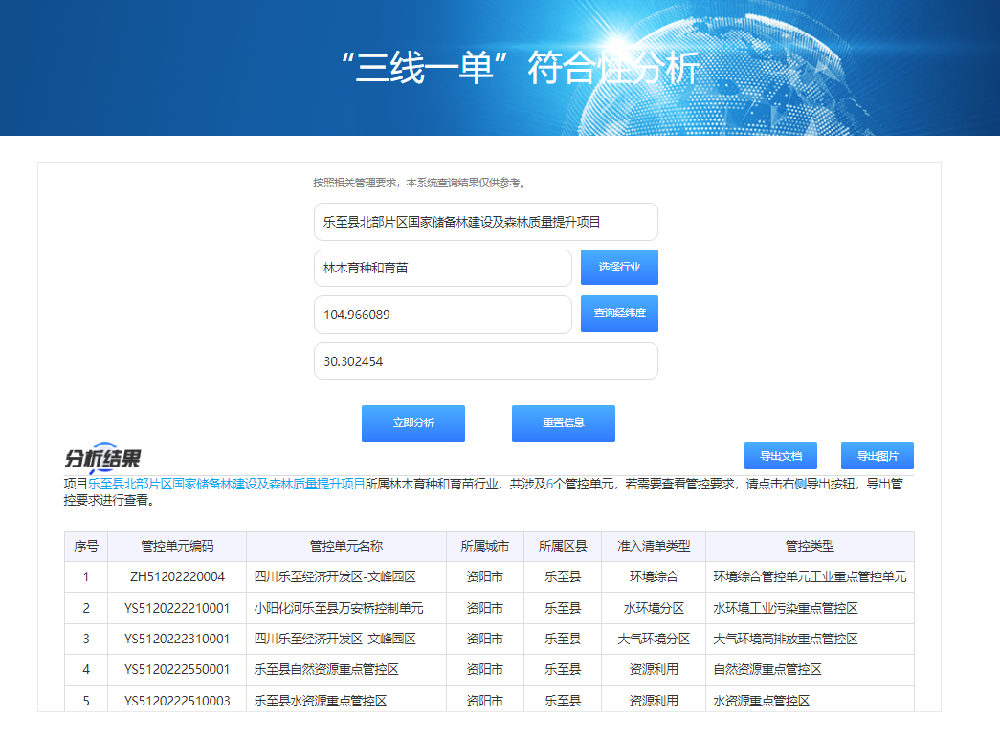 “三线一单”符合性分析
按照相关管理要求，本系统查询结果仅供参考。
乐至县北部片区国家储备林建设及森林质量提升项目
林木育种和育苗 选择行业
104.966089 查询经纬度
30.302454
立即分析 重置信息
分析结果 导出文档 导出图片
项目乐至县北部片区国家储备林建设及森林质量提升项目所属林木育种和育苗行业，共涉及6个管控单元，若需要查看管控要求，请点击右侧导出按钮，导出管
控要求进行查看。
序号 管控单元编码 管控单元名称 所属城市 所属区县 准入清单类型 管控类型
1 ZH51202220004 四川乐至经济开发区-文峰园区 资阳市 乐至县 环境综合 环境综合管控单元工业重点管控单元
2 YS5120222210001 小阳化河乐至县万安桥控制单元 资阳市 乐至县 水环境分区 水环境工业污染重点管控区
3 YS5120222310001 四川乐至经济开发区-文峰园区 资阳市 乐至县 大气环境分区 大气环境高排放重点管控区
4 YS5120222550001 乐至县自然资源重点管控区 资阳市 乐至县 资源利用 自然资源重点管控区
5 YS5120222510003 乐至县水资源重点管控区 资阳市 乐至县 资源利用 水资源重点管控区